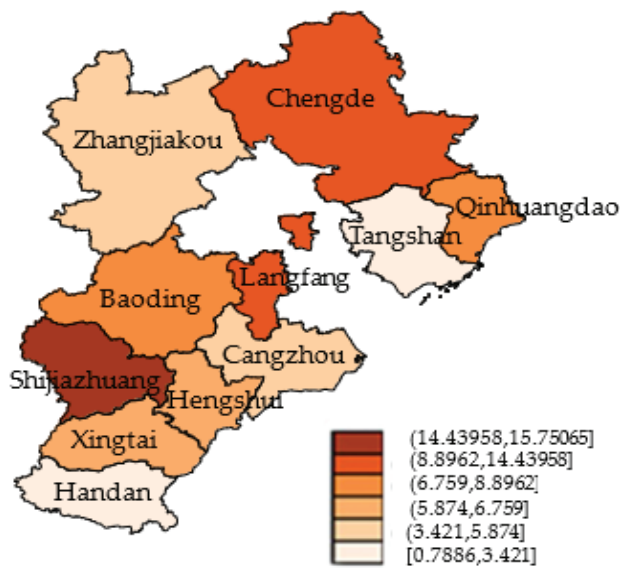 Chengde
Zhangjiakou
Qinhuangdao
Tangshan
Langfang
Baoding
Cangzhou
Shijiazhuang
Hengshui
Xingtai
Handan
(14.43958,15.75065]
(8.8962,14.43958]
(6.759,8.8962]
(5.874,6.759]
(3.421,5.874]
[0.7886,3.421]